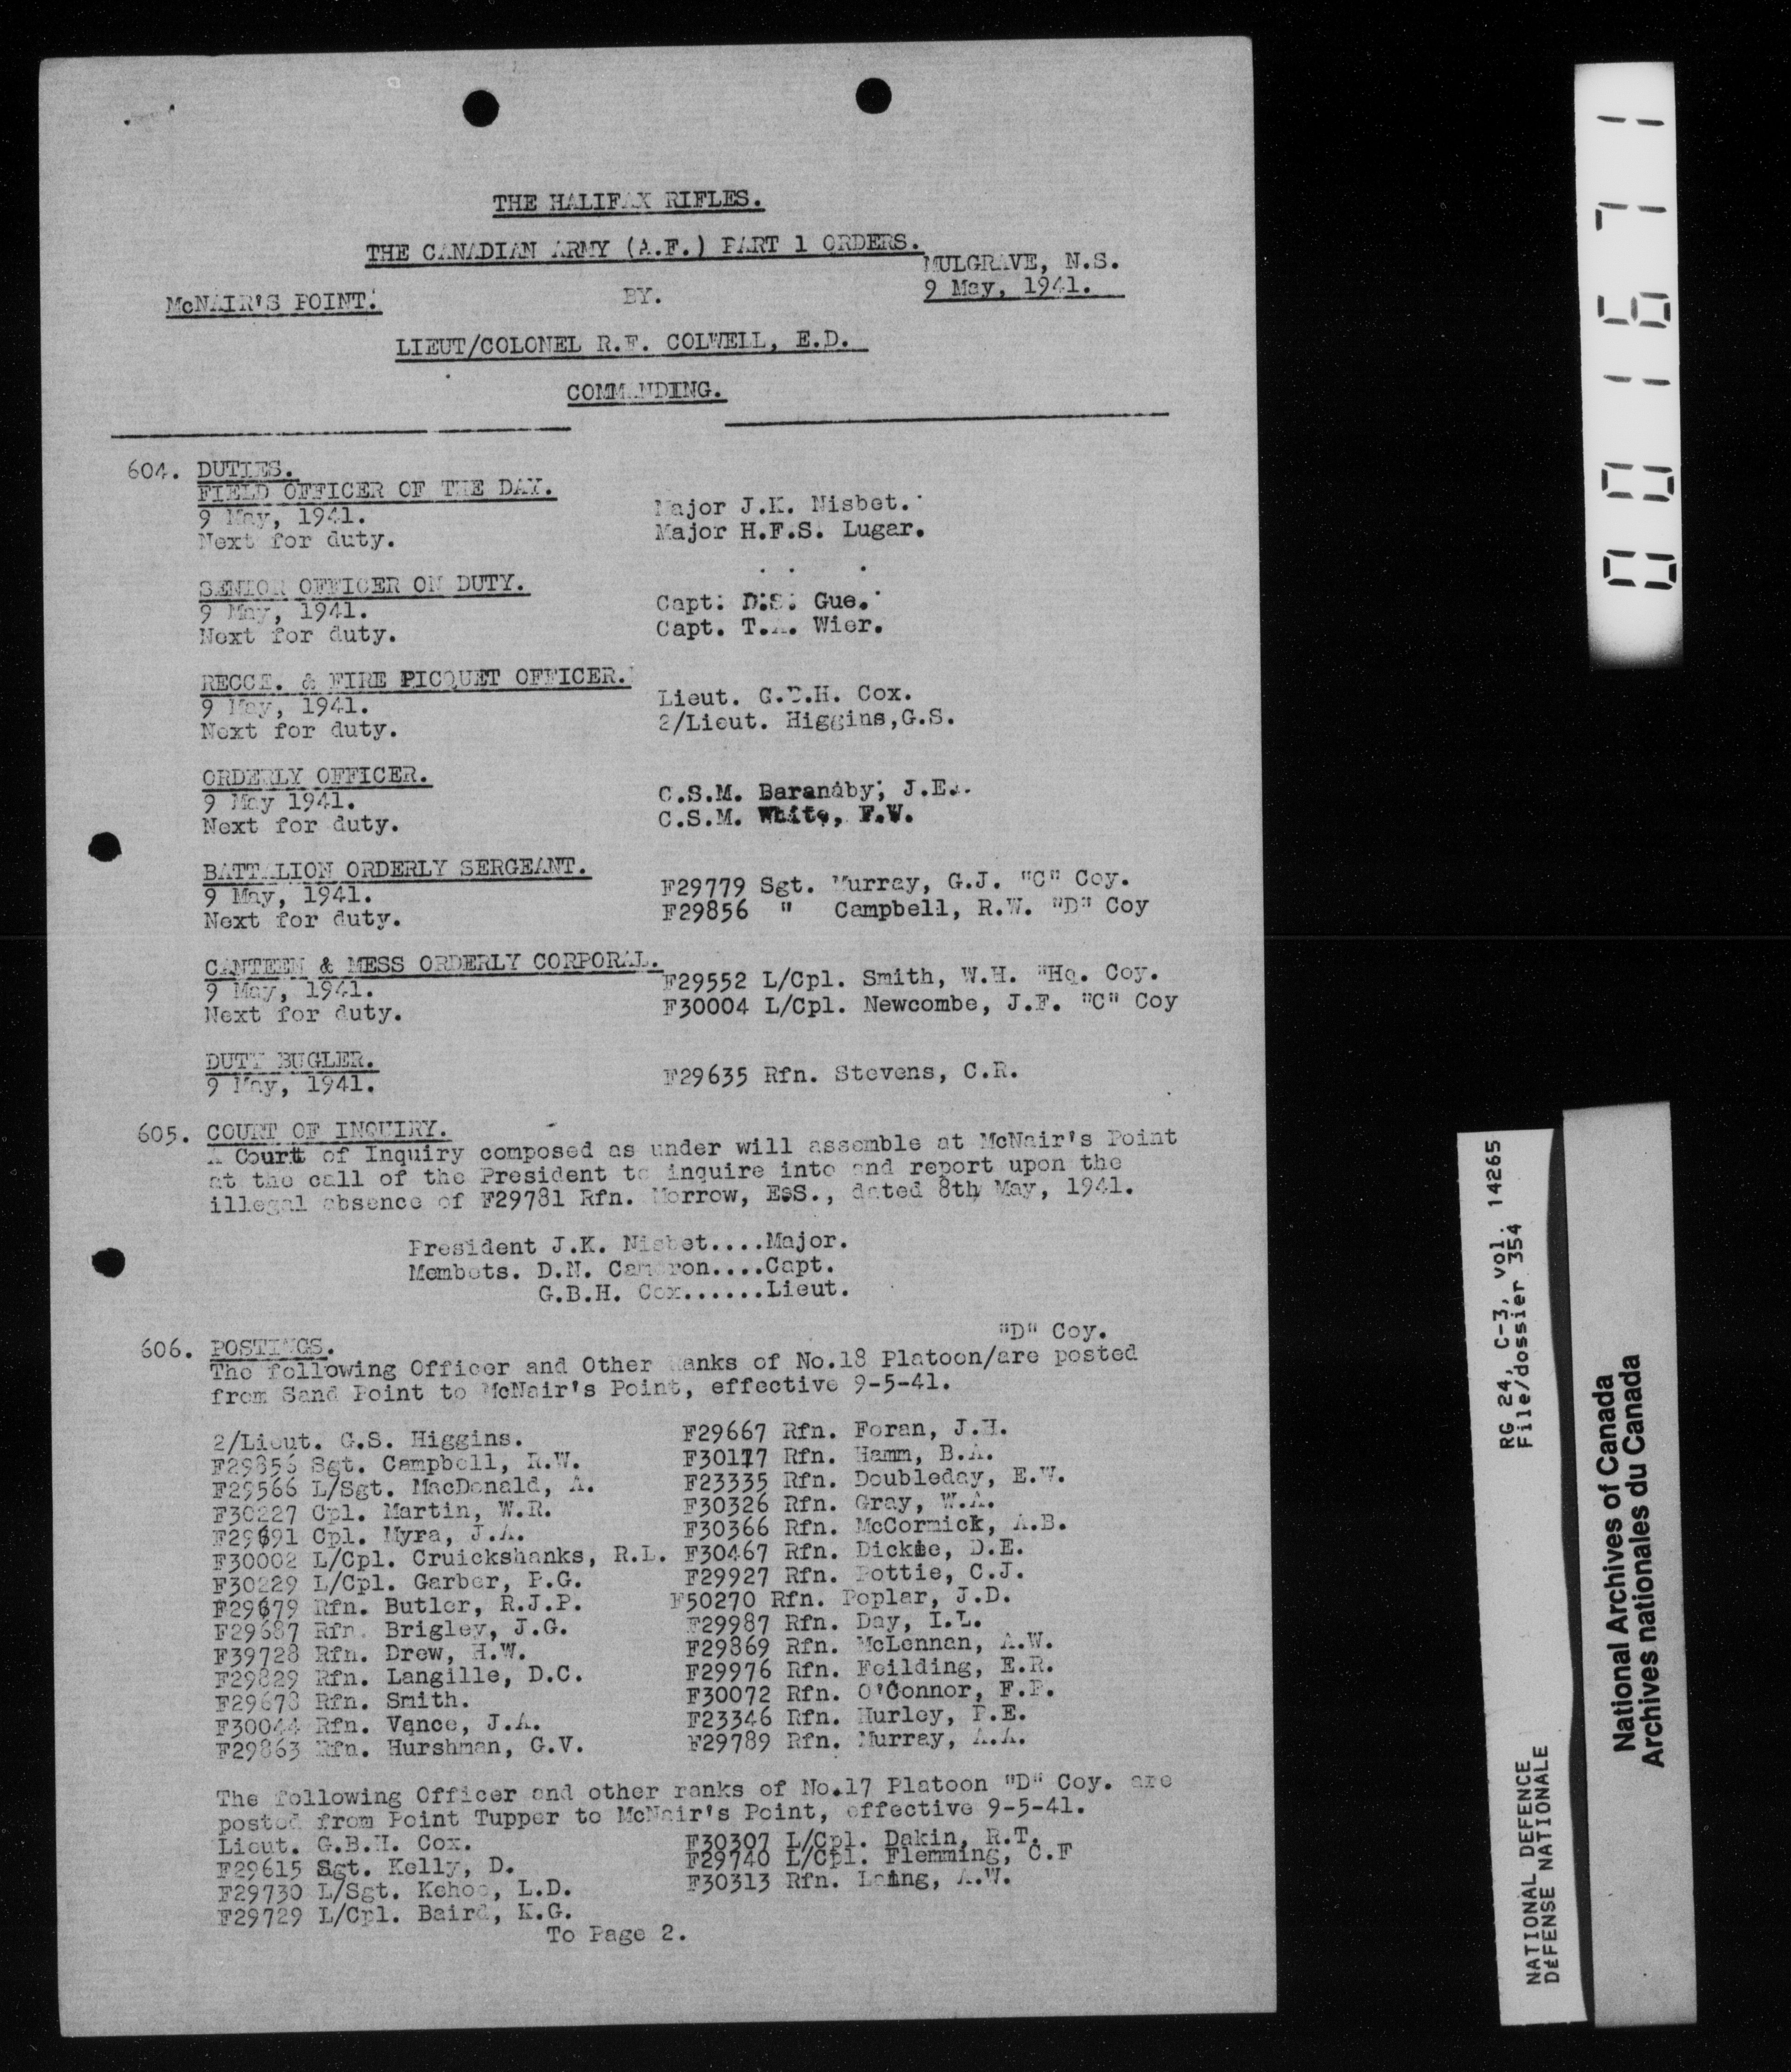 THE HALIFAX RIFLES.
THE CANADIAN ARMY (A.F.) PART 1 ORDERS.
MULGRAVE, N.S.
McNAIR'S POINT.
BY.
9 May, 1941.
LIEUT/COLONEL R.F. COLWELL, E.D.
COMMANDING.
604. DUTIES.
FIELD OFFICER OF THE DAY.
9 May, 1941. Major J.K. Nisbet.
Next for duty. Major H.F.S. Lugar.
SENIOR OFFICER ON DUTY.
9 May, 1941. Capt. D.S. Gue.
Next for duty. Capt. T.A. Wier.
RECCE. & FIRE PICQUET OFFICER.
9 May, 1941. Lieut. G.B.H. Cox.
Next for duty. 2/Lieut. Higgins,G.S.
ORDERLY OFFICER.
9 May 1941. C.S.M. Baranaby, J.E.
Next for duty. C.S.M. White, F.W.
BATTALION ORDERLY SERGEANT.
9 May, 1941. F29779 Sgt. Murray, G.J. "C" Coy.
Next for duty. F29856 " Campbell, R.W. "D" Coy
CANTEEN & MESS ORDERLY CORPORAL.
9 May, 1941. F29552 L/Cpl. Smith, W.H. "Hq. Coy.
Next for duty. F30004 L/Cpl. Newcombe, J.F. "C" Coy
DUTY BUGLER.
9 May, 1941. F29635 Rfn. Stevens, C.R.
605. COURT OF INQUIRY.
A Court of Inquiry composed as under will assemble at McNair's Point
at the call of the President to inquire into and report upon the
illegal absence of F29781 Rfn. Morrow, E.S., dated 8th May, 1941.
President J.K. Nisbet....Major.
Membets. D.N. Cameron....Capt.
G.B.H. Cox......Lieut.
"D" Coy.
606. POSTINGS.
The following Officer and Other Ranks of No.18 Platoon/are posted
from Sand Point to McNair's Point, effective 9-5-41.
2/Lieut. G.S. Higgins. F29667 Rfn. Foran, J.H.
F29856 Sgt. Campbell, R.W. F30177 Rfn. Hamm, B.A.
F29566 L/Sgt. MacDonald, A. F23335 Rfn. Doubleday, E.W.
F30227 Cpl. Martin, W.R. F30326 Rfn. Gray, W.A.
F29691 Cpl. Myra, J.A. F30366 Rfn. McCormick, A.B.
F30002 L/Cpl. Cruickshanks, R.L. F30467 Rfn. Dickie, D.E.
F30229 L/Cpl. Garber, P.G. F29927 Rfn. Pottie, C.J.
F29679 Rfn. Butler, R.J.P. F50270 Rfn. Poplar, J.D.
F29687 Rfn. Brigley, J.G. F29987 Rfn. Day, I.L.
F39728 Rfn. Drew, H.W. F29869 Rfn. McLennan, A.W.
F29829 Rfn. Langille, D.C. F29976 Rfn. Feilding, E.R.
F29678 Rfn. Smith. F30072 Rfn. O'Connor, F.P.
F30044 Rfn. Vance, J.A. F23346 Rfn. Hurley, P.E.
F29863 Rfn. Hurshman, G.V. F29789 Rfn. Murray, A.A.
The following Officer and other ranks of No.17 Platoon "D" Coy. are
posted from Point Tupper to McNair's Point, effective 9-5-41.
Lieut. G.B.H. Cox. F30307 L/Cpl. Dakin, R.T.
F29615 Sgt. Kelly, D. F29740 L/Cpl. Flemming, C.F
F29730 L/Sgt. Kehoe, L.D. F30313 Rfn. Laing, A.W.
F29729 L/Cpl. Baird, K.G.
To Page 2.
001671
NATIONAL DEFENCE RG 24, C-3, vol. 14265
DÉFENSE NATIONALE File/dossier 354
National Archives of Canada
Archives nationales du Canada